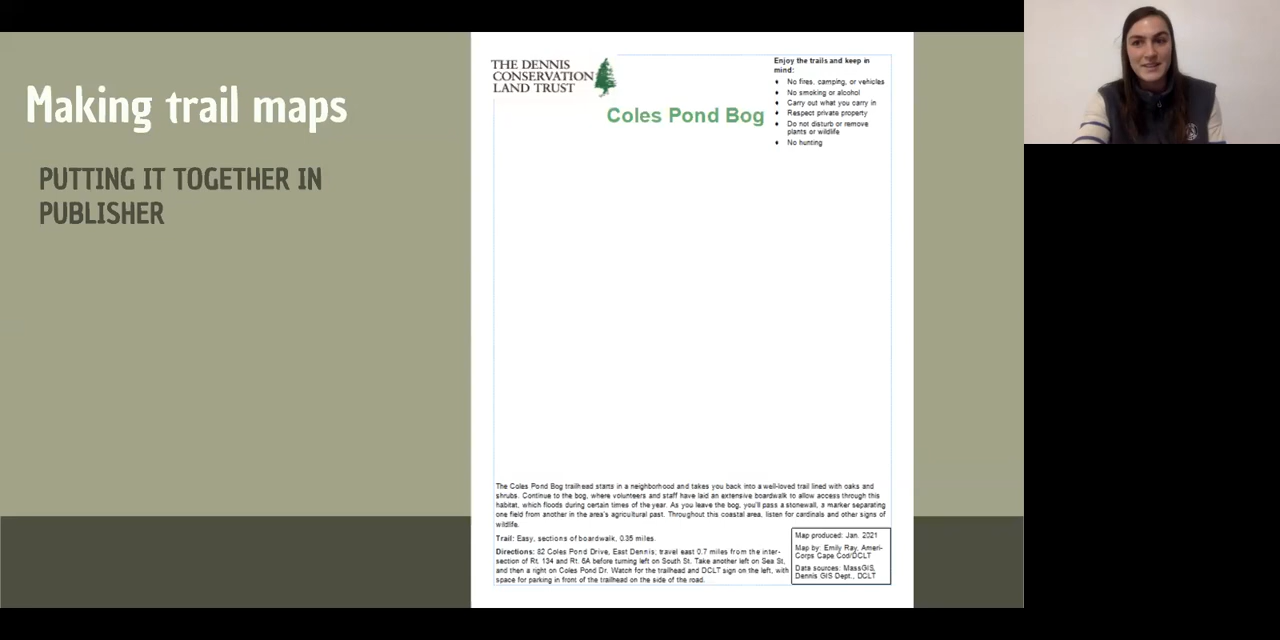 Making trail maps
PUTTING IT TOGETHER IN
PUBLISHER
THE DENNIS
CONSERVATION
LAND TRUST
Coles Pond Bog
Enjoy the trails and keep in
mind:
♦ No fires, camping, or vehicles
♦ No smoking or alcohol
♦ Carry out what you carry in
♦ Respect private property
♦ Do not disturb or remove
plants or wildlife
♦ No hunting
The Coles Pond Bog trailhead starts in a neighborhood and takes you back into a well-loved trail lined with oaks and
shrubs. Continue to the bog, where volunteers and staff have laid an extensive boardwalk to allow access through this
habitat, which floods during certain times of the year. As you leave the bog, you'll pass a stonewall, a marker separating
one field from another in the area's agricultural past. Throughout this coastal area, listen for cardinals and other signs of
wildlife.
Trail: Easy, sections of boardwalk, 0.35 miles.
Directions: 82 Coles Pond Drive, East Dennis; travel east 0.7 miles from the inter-
section of Rt. 134 and Rt. 6A before turning left on South St. Take another left on Sea St,
and then a right on Coles Pond Dr. Watch for the trailhead and DCLT sign on the left, with
space for parking in front of the trailhead on the side of the road.
Map produced: Jan. 2021
Map by: Emily Ray, Ameri-
Corps Cape Cod/DCLT
Data sources: MassGIS,
Dennis GIS Dept., DCLT